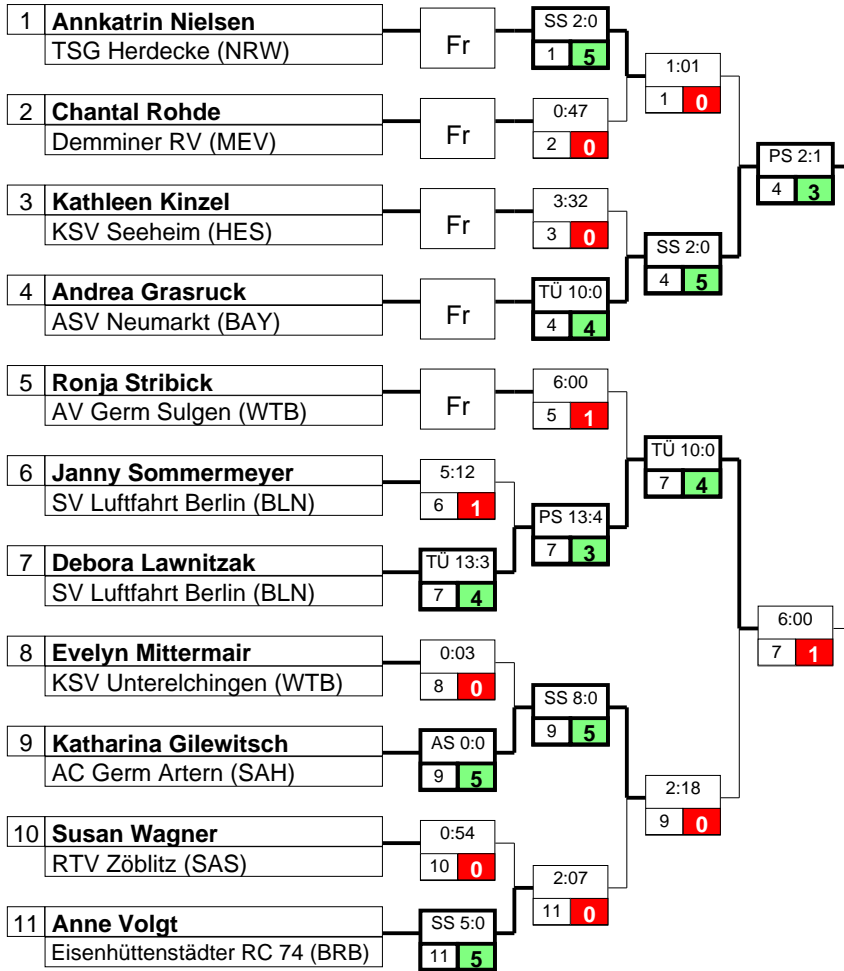 1 Annkatrin Nielsen
TSG Herdecke (NRW)
Fr
SS 2:0
1 5
1:01
1 0
2 Chantal Rohde
Demminer RV (MEV)
Fr
0:47
2 0
PS 2:1
4 3
3 Kathleen Kinzel
KSV Seeheim (HES)
Fr
3:32
3 0
SS 2:0
4 5
4 Andrea Grasruck
ASV Neumarkt (BAY)
Fr
TÜ 10:0
4 4
5 Ronja Stribick
AV Germ Sulgen (WTB)
Fr
6:00
5 1
TÜ 10:0
7 4
6 Janny Sommermeyer
SV Luftfahrt Berlin (BLN)
5:12
6 1
PS 13:4
7 3
7 Debora Lawnitzak
SV Luftfahrt Berlin (BLN)
TÜ 13:3
7 4
6:00
7 1
8 Evelyn Mittermair
KSV Unterelchingen (WTB)
0:03
8 0
SS 8:0
9 5
9 Katharina Gilewitsch
AC Germ Artern (SAH)
AS 0:0
9 5
2:18
9 0
10 Susan Wagner
RTV Zöblitz (SAS)
0:54
10 0
2:07
11 0
11 Anne Volgt
Eisenhüttenstädter RC 74 (BRB)
SS 5:0
11 5